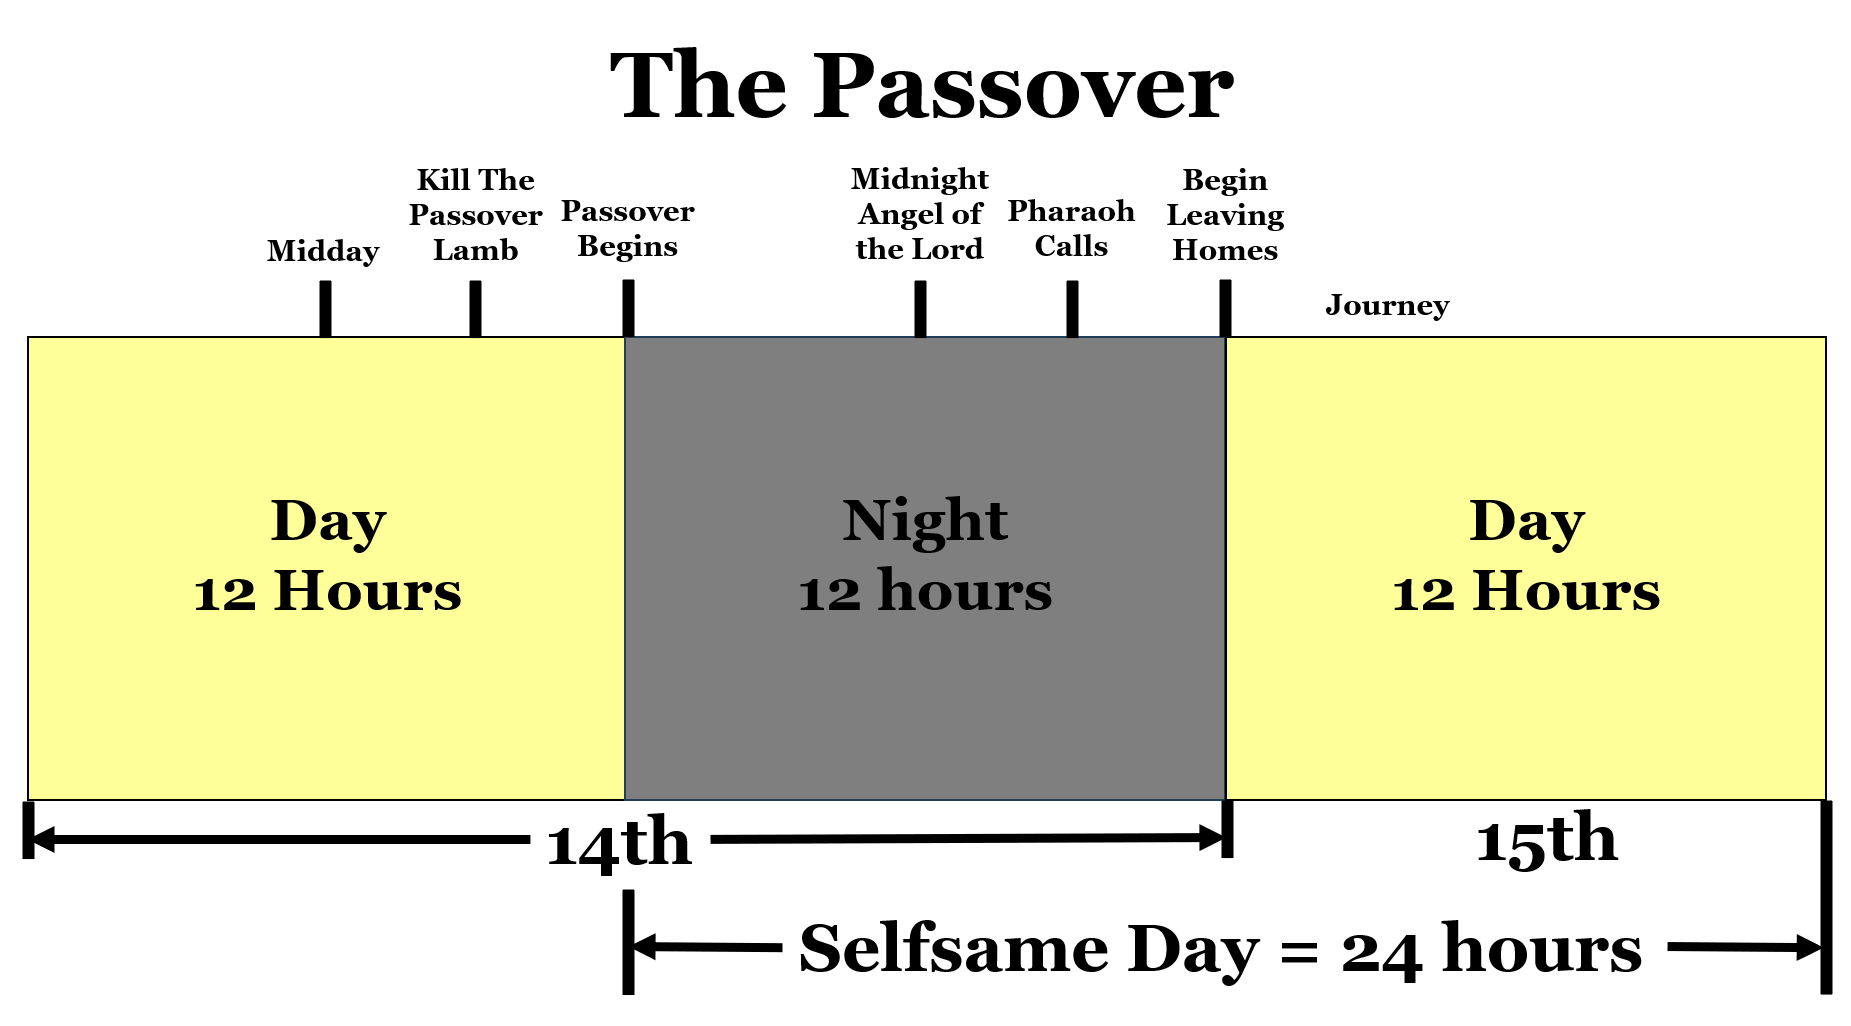 The Passover
Kill The
Passover
Lamb
Midday
Passover
Begins
Midnight
Angel of
the Lord
Pharaoh
Calls
Begin
Leaving
Homes
Journey
Day
12 Hours
Night
12 hours
Day
12 Hours
14th
15th
Selfsame Day = 24 hours